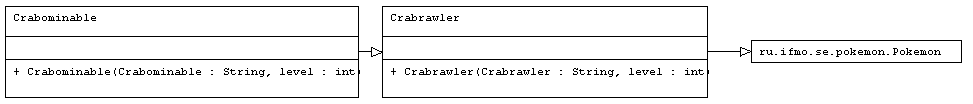 Crabominable
+ Crabominable(Crabominable : String, level : int)
Crabrawler
+ Crabrawler(Crabrawler : String, level : int)
ru.ifmo.se.pokemon.Pokemon